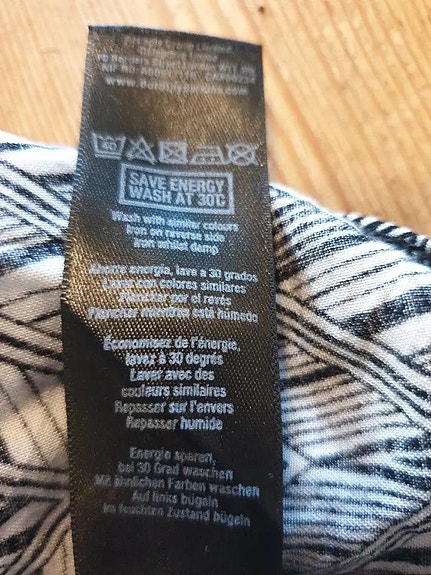 40
SAVE ENERGY
WASH AT 30C
Wash with similar colours
Iron on reverse side
Iron whilst damp
Ahorre energía, lave a 30 grados
Lavar con colores similares
Planchar por el revés
Planchar mientras está húmedo
Économisez de l'énergie,
lavez à 30 degrés
Laver avec des
couleurs similaires
Repasser sur l'envers
Repasser humide
Energie sparen,
bei 30 Grad waschen
Mit ähnlichen Farben waschen
Auf links bügeln
Im feuchten Zustand bügeln